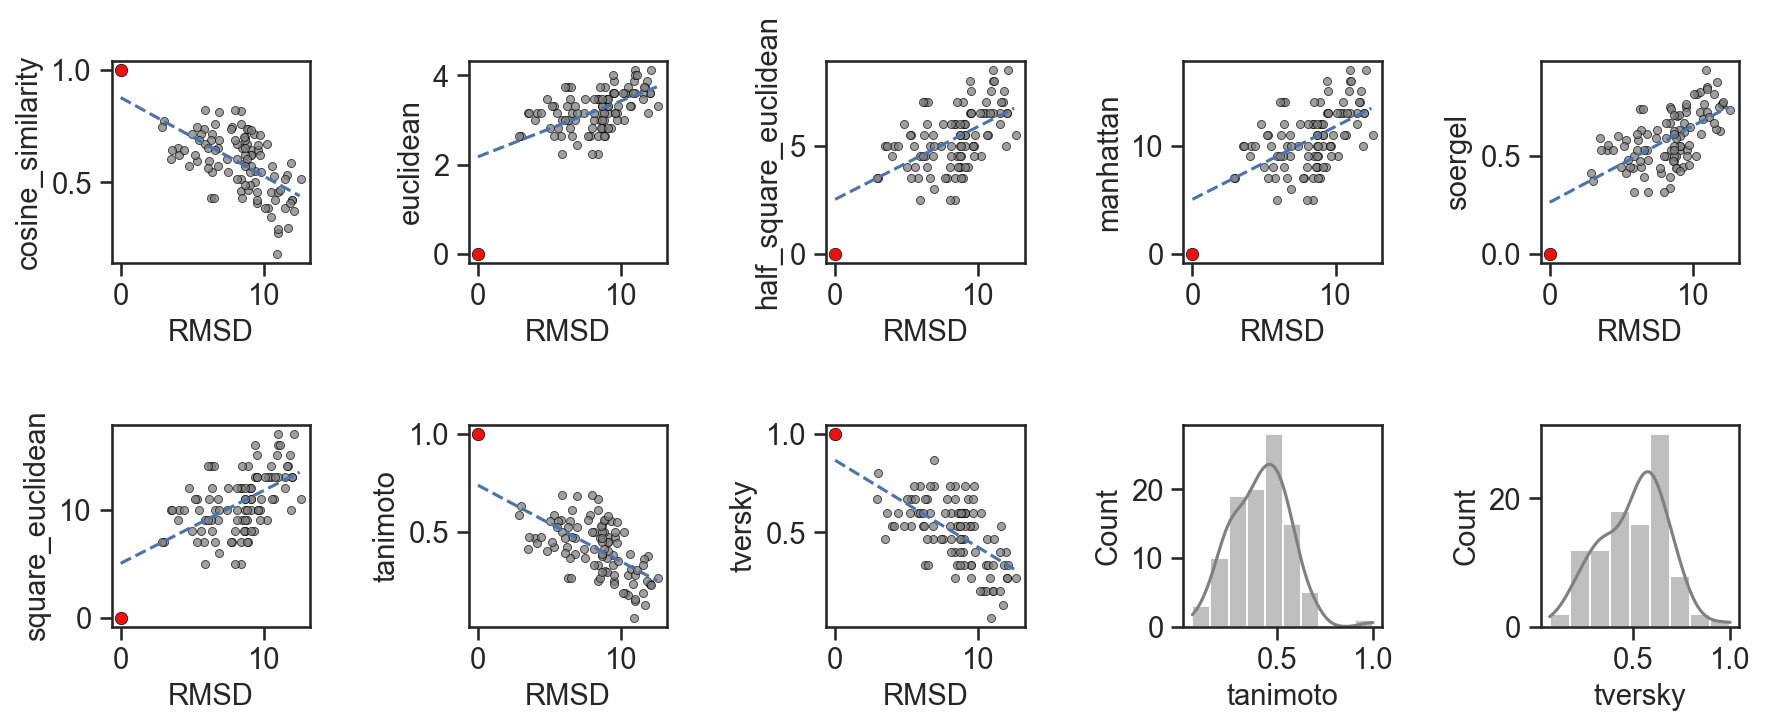 cosine_similarity
1.0
0.5
0
10
RMSD
euclidean
4
2
0
0
10
RMSD
half_square_euclidean
5
0
0
10
RMSD
manhattan
10
0
0
10
RMSD
soergel
0.5
0.0
0
10
RMSD
square_euclidean
10
0
0
10
RMSD
tanimoto
1.0
0.5
0
10
RMSD
tversky
1.0
0.5
0
10
RMSD
Count
20
10
0
0.5
1.0
tanimoto
Count
20
0
0.5
1.0
tversky